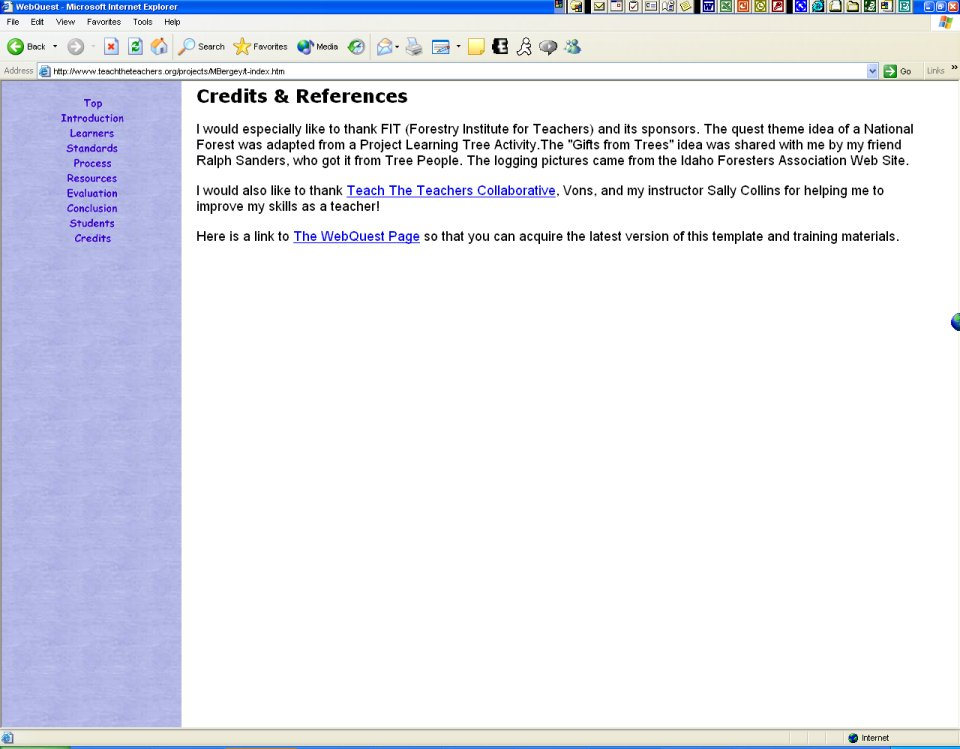 WebQuest - Microsoft Internet Explorer
File Edit View Favorites Tools Help
Back Search Favorites Media
Address http://www.teachtheteachers.org/projects/MBergey/t-index.htm Go Links »
Top
Introduction
Learners
Standards
Process
Resources
Evaluation
Conclusion
Students
Credits
Credits & References
I would especially like to thank FIT (Forestry Institute for Teachers) and its sponsors. The quest theme idea of a National
Forest was adapted from a Project Learning Tree Activity.The "Gifts from Trees" idea was shared with me by my friend
Ralph Sanders, who got it from Tree People. The logging pictures came from the Idaho Foresters Association Web Site.
I would also like to thank Teach The Teachers Collaborative, Vons, and my instructor Sally Collins for helping me to
improve my skills as a teacher!
Here is a link to The WebQuest Page so that you can acquire the latest version of this template and training materials.
Internet